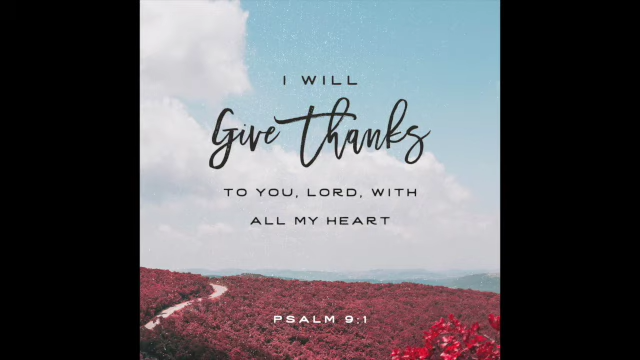 I WILL
Give Thanks
TO YOU, LORD, WITH
ALL MY HEART
PSALM 9:1